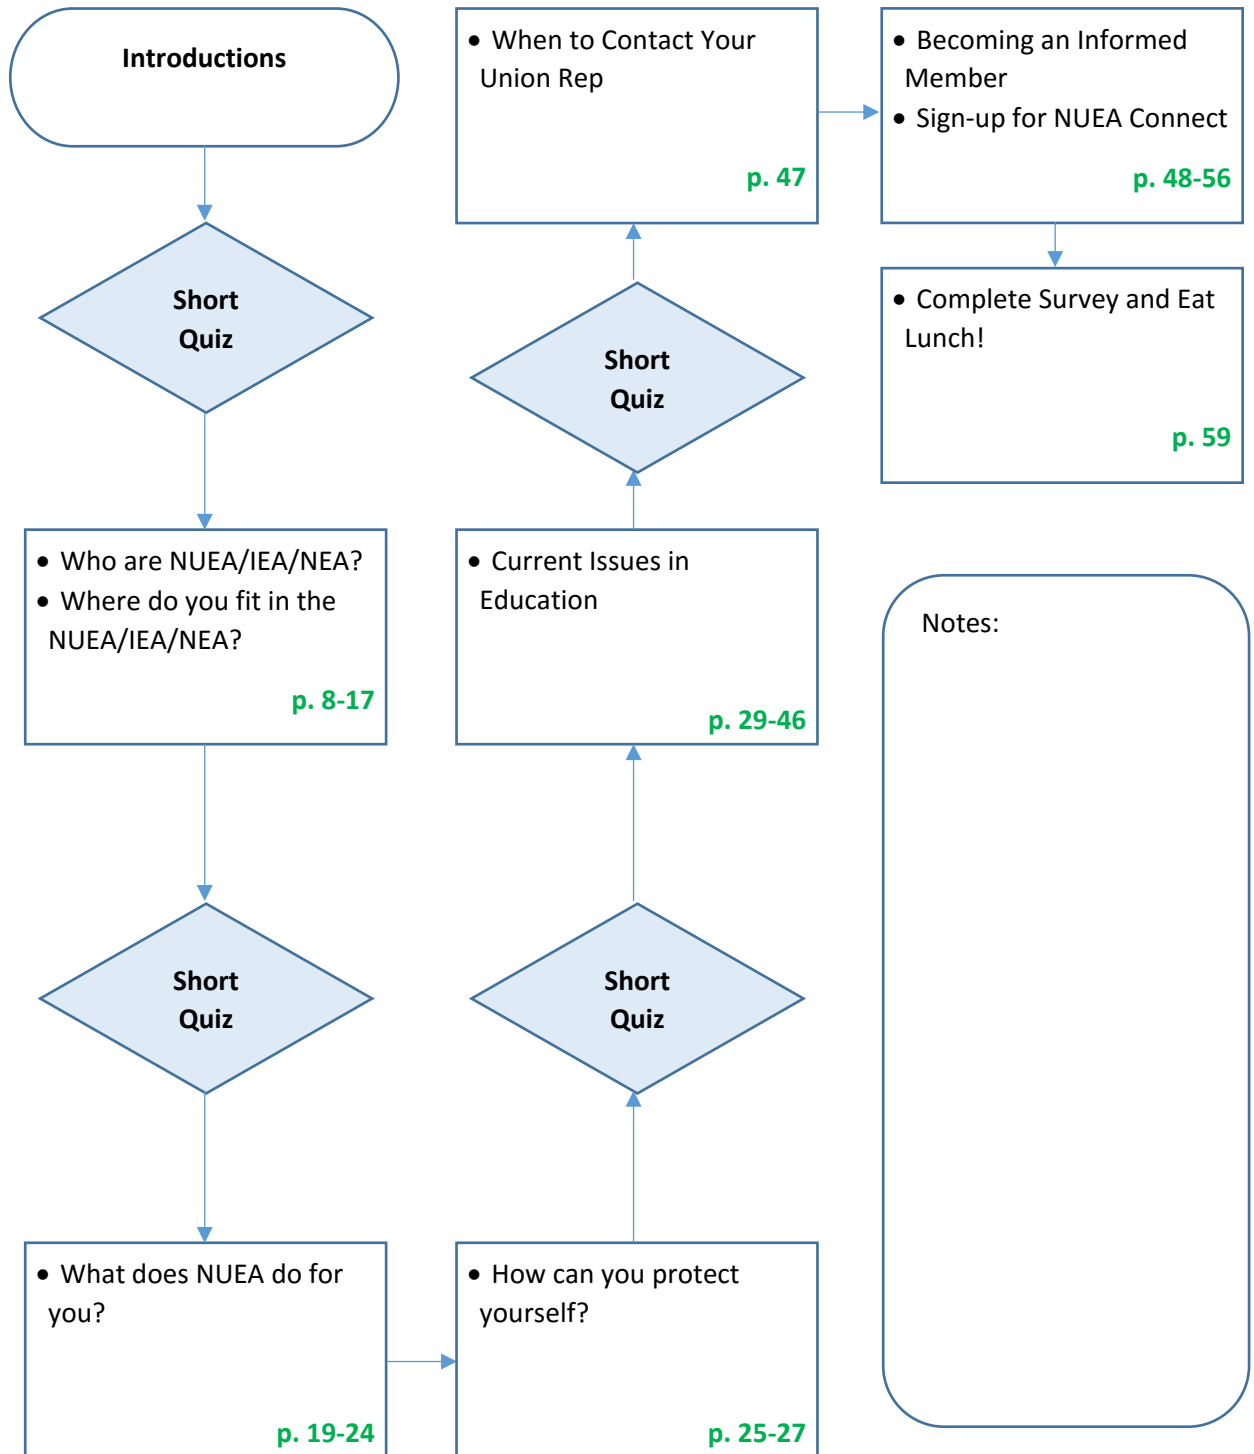 Introductions
Short
Quiz
• Who are NUEA/IEA/NEA?
• Where do you fit in the
NUEA/IEA/NEA?
p. 8-17
Short
Quiz
• What does NUEA do for
you?
p. 19-24
• How can you protect
yourself?
p. 25-27
Short
Quiz
• Current Issues in
Education
p. 29-46
Short
Quiz
• When to Contact Your
Union Rep
p. 47
• Becoming an Informed
Member
• Sign-up for NUEA Connect
p. 48-56
• Complete Survey and Eat
Lunch!
p. 59
Notes: